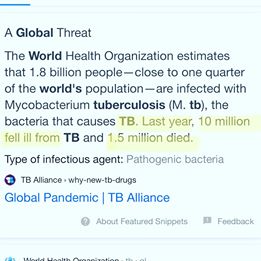 A Global Threat
The World Health Organization estimates
that 1.8 billion people—close to one quarter
of the world's population—are infected with
Mycobacterium tuberculosis (M. tb), the
bacteria that causes TB. Last year, 10 million
fell ill from TB and 1.5 million died.
Type of infectious agent: Pathogenic bacteria
TB Alliance › why-new-tb-drugs
Global Pandemic | TB Alliance
About Featured Snippets Feedback
World Health Organization